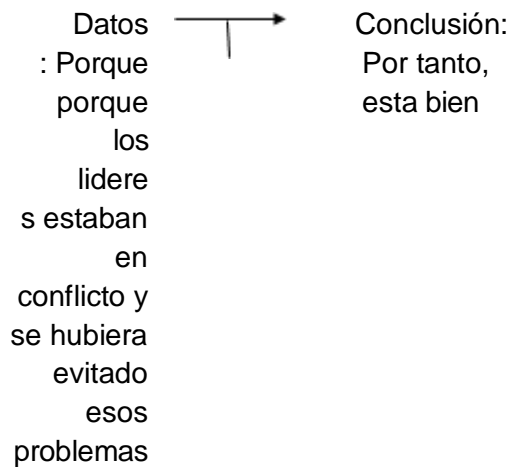 Datos
: Porque
porque
los
lidere
s estaban
en
conflicto y
se hubiera
evitado
esos
problemas
Conclusión:
Por tanto,
esta bien